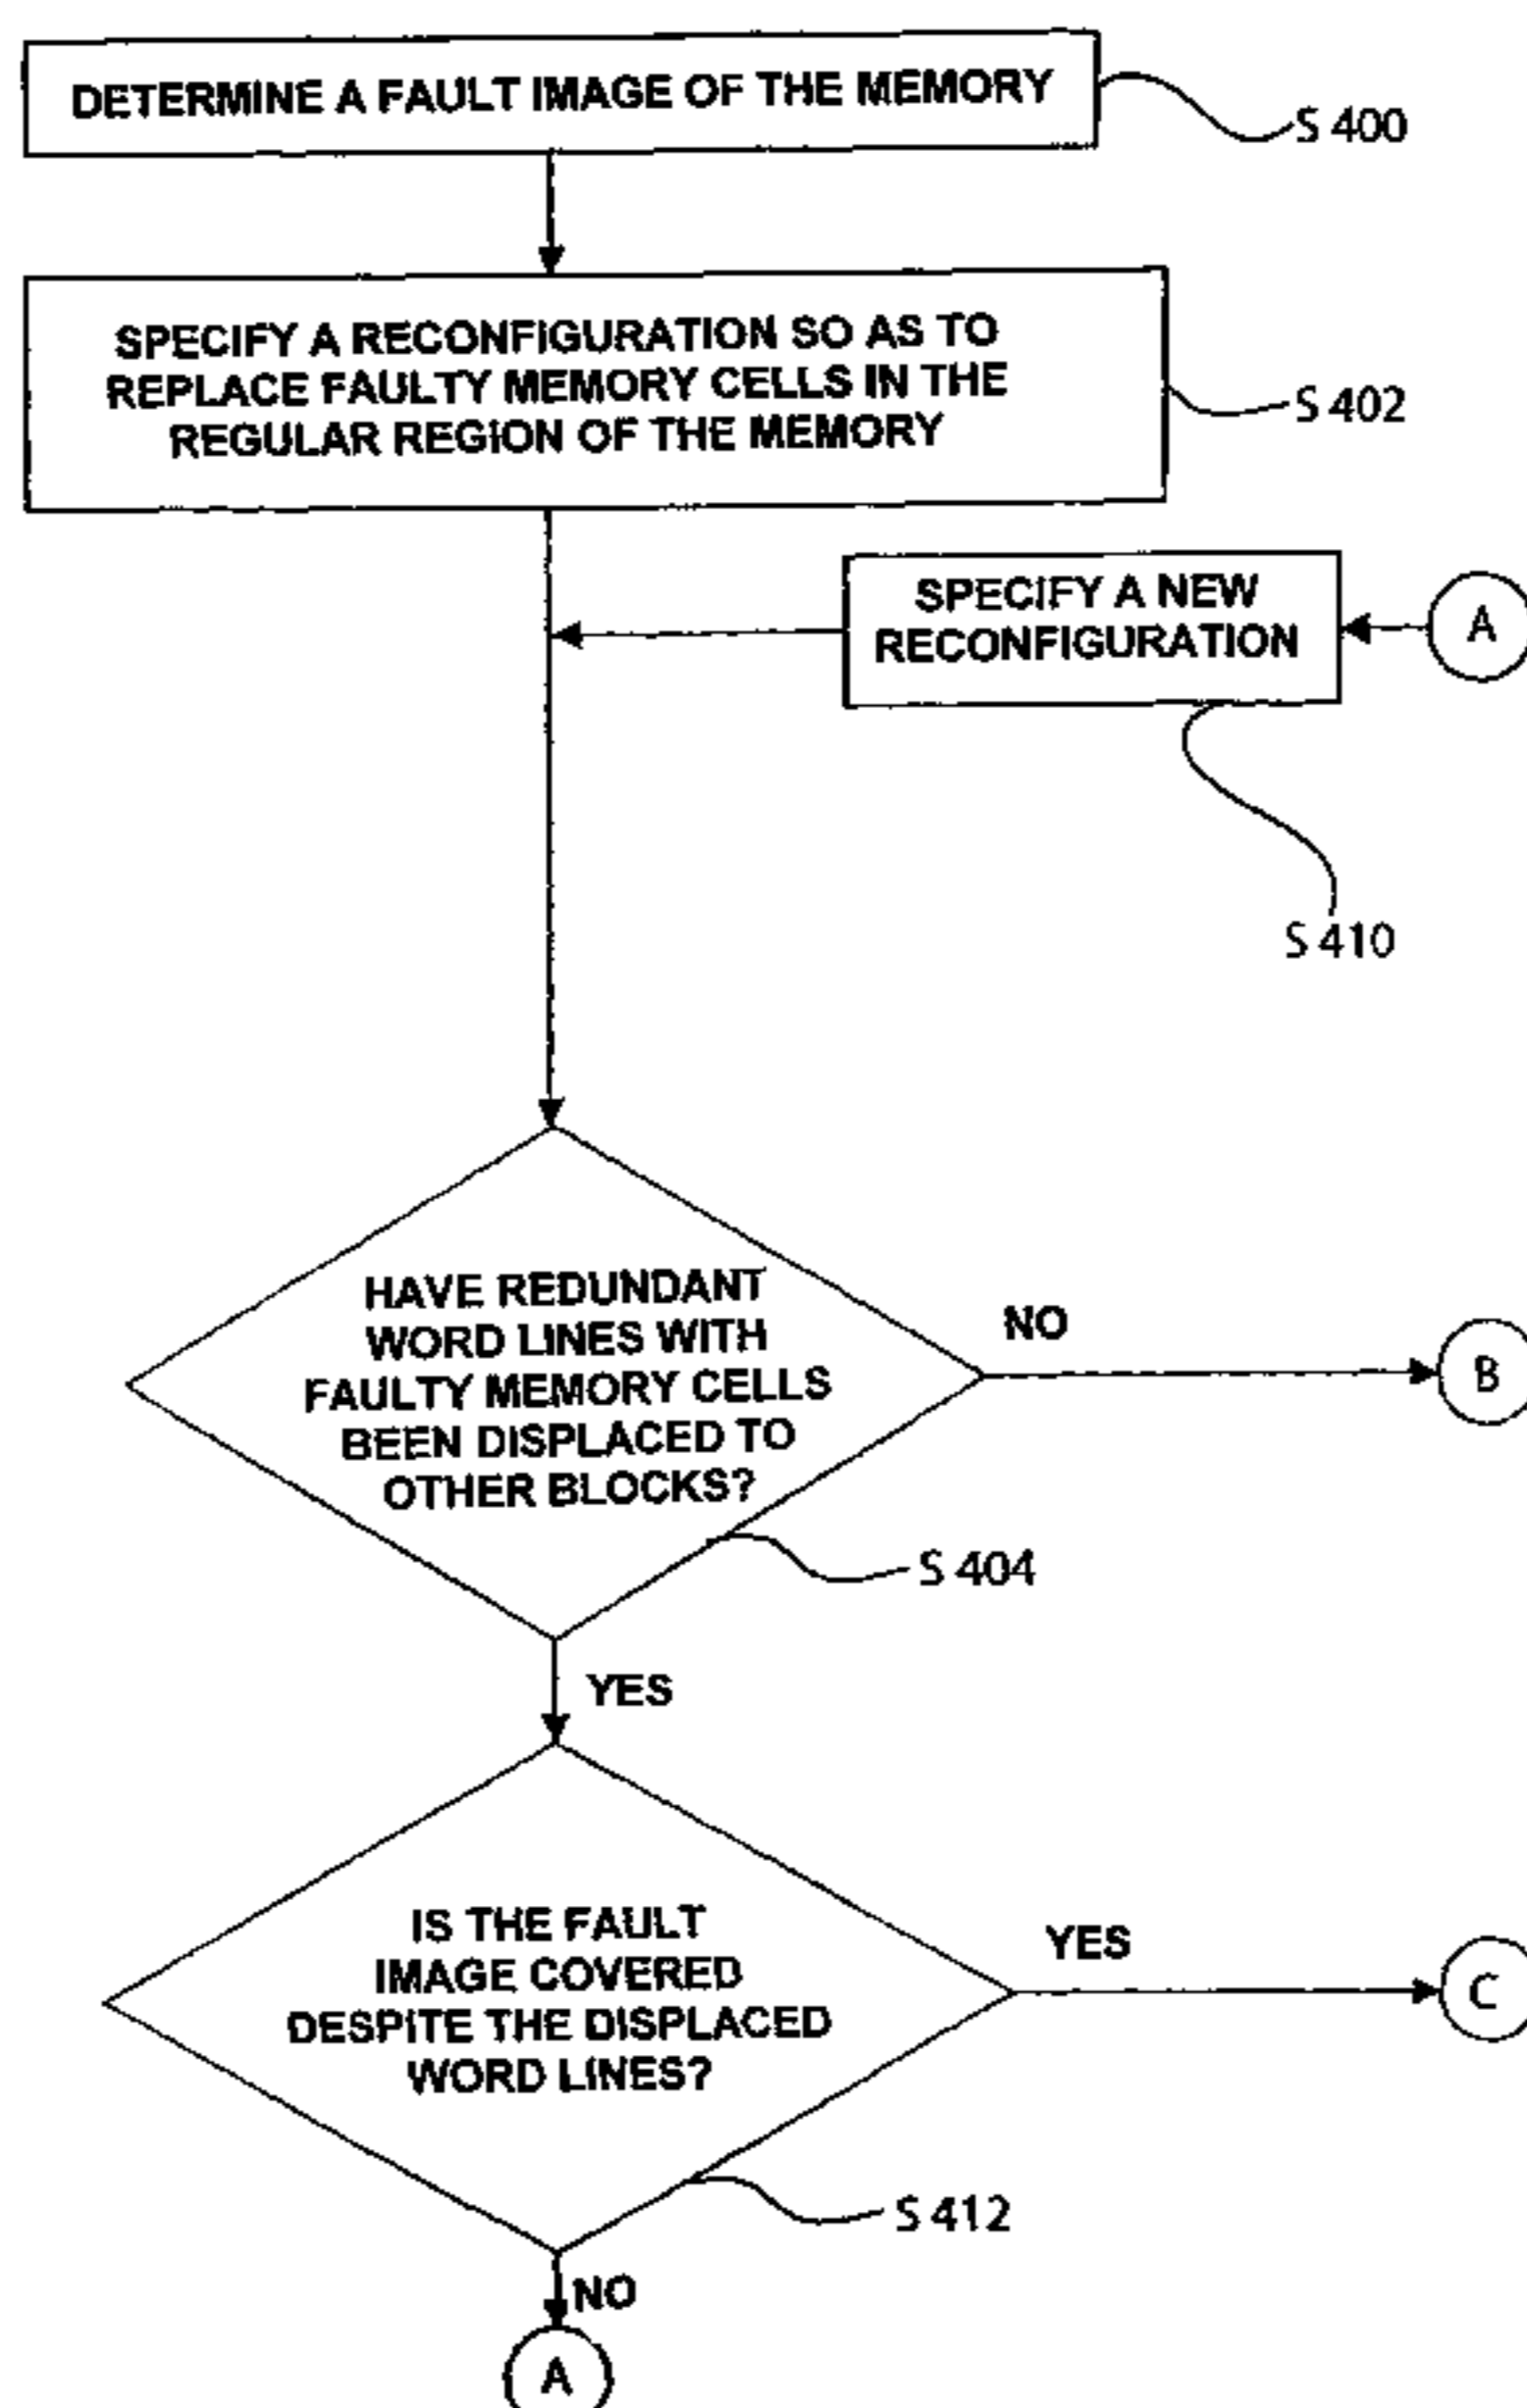 DETERMINE A FAULT IMAGE OF THE MEMORY
S 400
SPECIFY A RECONFIGURATION SO AS TO
REPLACE FAULTY MEMORY CELLS IN THE
REGULAR REGION OF THE MEMORY
S 402
SPECIFY A NEW
RECONFIGURATION
A
S 410
HAVE REDUNDANT
WORD LINES WITH
FAULTY MEMORY CELLS
BEEN DISPLACED TO
OTHER BLOCKS?
NO
B
S 404
YES
IS THE FAULT
IMAGE COVERED
DESPITE THE DISPLACED
WORD LINES?
YES
C
S 412
NO
A